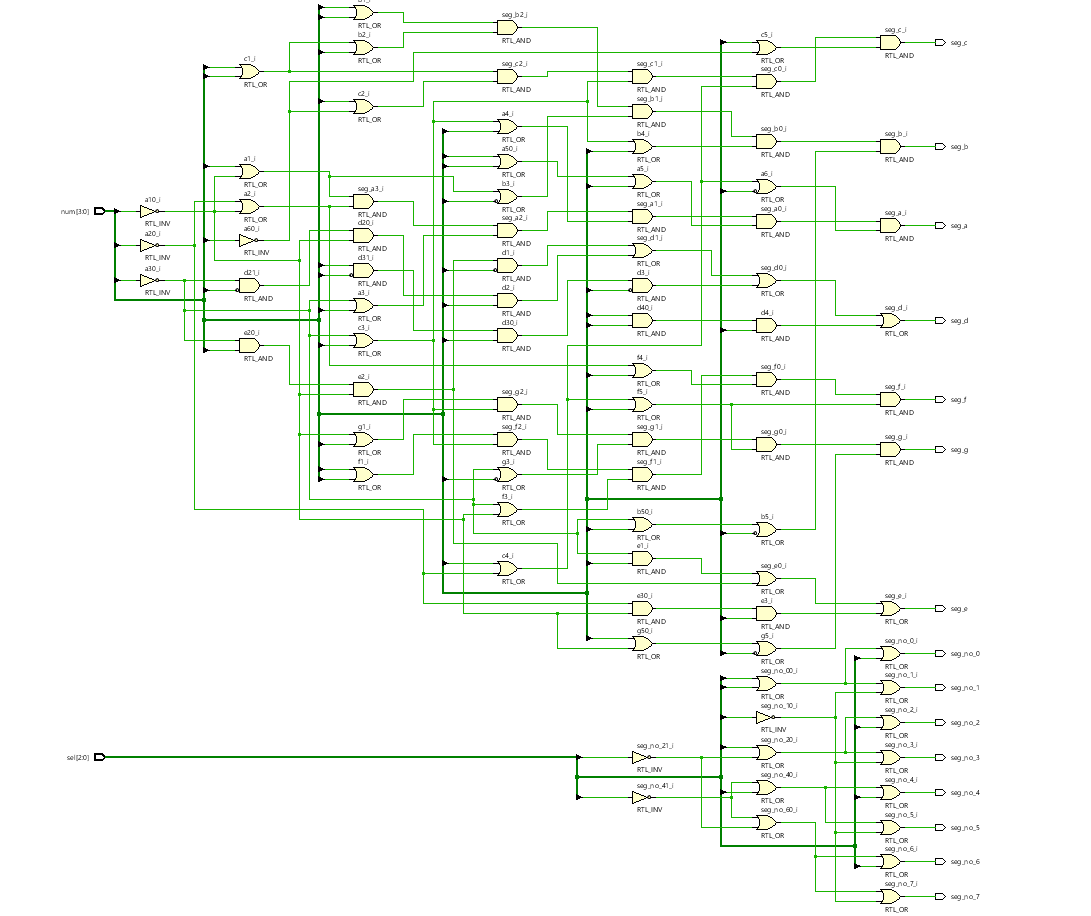 RTL_OR
b2_i
RTL_OR
seg_b2_i
RTL_AND
c5_i
RTL_OR
seg_c_i
RTL_AND
seg_c
c1_i
RTL_OR
seg_c2_i
RTL_AND
seg_c1_i
RTL_AND
seg_c0_i
RTL_AND
c2_i
RTL_OR
seg_b1_i
RTL_AND
a4_i
RTL_OR
b4_i
RTL_OR
seg_b0_i
RTL_AND
seg_b_i
RTL_AND
seg_b
a1_i
RTL_OR
a50_i
RTL_OR
a5_i
RTL_OR
a6_i
RTL_OR
num[3:0]
a10_i
RTL_INV
a2_i
RTL_OR
seg_a3_i
RTL_AND
b3_i
RTL_OR
seg_a1_i
RTL_AND
seg_a0_i
RTL_AND
seg_a_i
RTL_AND
seg_a
a20_i
RTL_INV
a60_i
RTL_INV
d20_i
RTL_AND
seg_a2_i
RTL_AND
seg_d1_i
RTL_OR
a30_i
RTL_INV
d21_i
RTL_AND
d31_i
RTL_AND
d1_i
RTL_AND
d3_i
RTL_AND
seg_d0_i
RTL_OR
a3_i
RTL_OR
d2_i
RTL_AND
d40_i
RTL_AND
d4_i
RTL_AND
seg_d_i
RTL_OR
seg_d
e20_i
RTL_AND
c3_i
RTL_OR
d30_i
RTL_AND
e2_i
RTL_AND
f4_i
RTL_OR
seg_f0_i
RTL_AND
seg_g2_i
RTL_AND
f5_i
RTL_OR
seg_f_i
RTL_AND
seg_f
g1_i
RTL_OR
seg_f2_i
RTL_AND
seg_g1_i
RTL_AND
seg_g0_i
RTL_AND
seg_g_i
RTL_AND
seg_g
f1_i
RTL_OR
g3_i
RTL_OR
seg_f1_i
RTL_AND
f3_i
RTL_OR
b50_i
RTL_OR
b5_i
RTL_OR
c4_i
RTL_OR
e1_i
RTL_AND
seg_e0_i
RTL_OR
e30_i
RTL_AND
e3_i
RTL_AND
seg_e_i
RTL_OR
seg_e
g50_i
RTL_OR
g5_i
RTL_OR
seg_no_0_i
RTL_OR
seg_no_0
seg_no_00_i
RTL_OR
seg_no_1_i
RTL_OR
seg_no_1
seg_no_10_i
RTL_INV
seg_no_2_i
RTL_OR
seg_no_2
sel[2:0]
seg_no_21_i
RTL_INV
seg_no_20_i
RTL_OR
seg_no_3_i
RTL_OR
seg_no_3
seg_no_41_i
RTL_INV
seg_no_40_i
RTL_OR
seg_no_4_i
RTL_OR
seg_no_4
seg_no_60_i
RTL_OR
seg_no_5_i
RTL_OR
seg_no_5
seg_no_6_i
RTL_OR
seg_no_6
seg_no_7_i
RTL_OR
seg_no_7